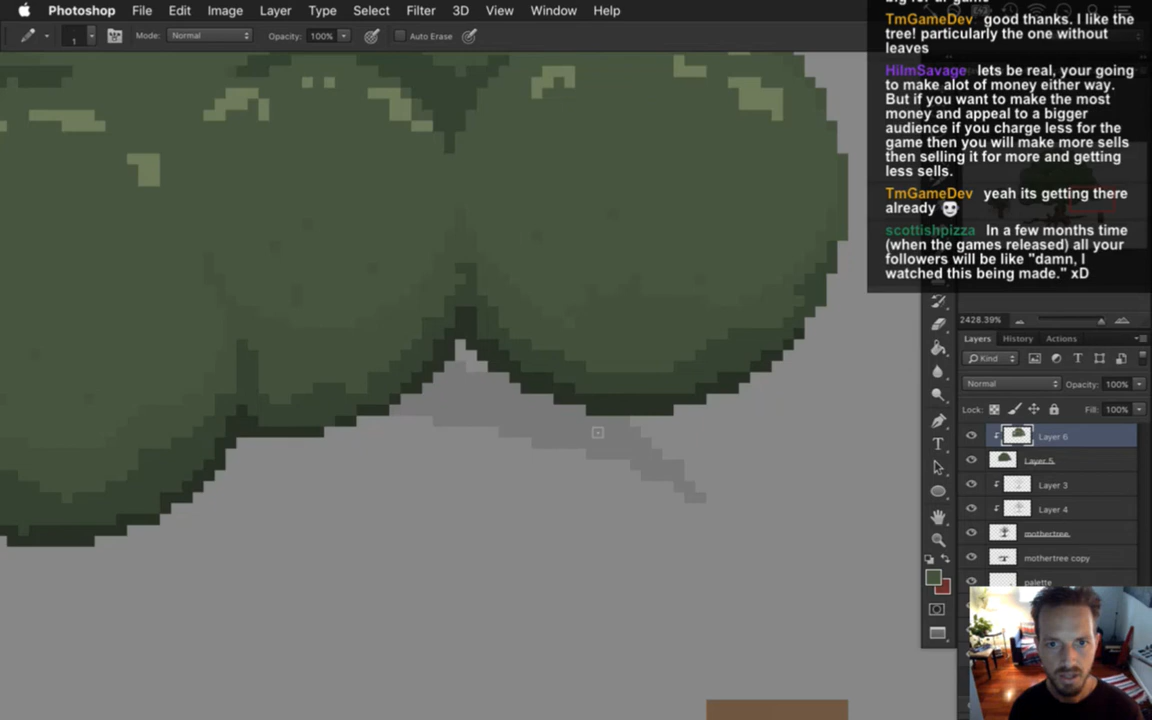 Photoshop File Edit Image Layer Type Select Filter 3D View Window Help
1 Mode: Normal Opacity: 100% Auto Erase
TmGameDev good thanks. I like the
tree! particularly the one without
leaves
HilmSavage lets be real, your going
to make alot of money either way.
But if you want to make the most
money and appeal to a bigger
audience if you charge less for the
game then you will make more sells
then selling it for more and getting
less sells.
TmGameDev yeah its getting there
already
scottishpizza In a few months time
(when the games released) all your
followers will be like "damn, I
watched this being made." xD
2428.39%
Layers History Actions
Kind
Normal Opacity: 100%
Lock: Fill: 100%
Layer 6
Layer 5
Layer 3
Layer 4
mothertree
mothertree copy
palette